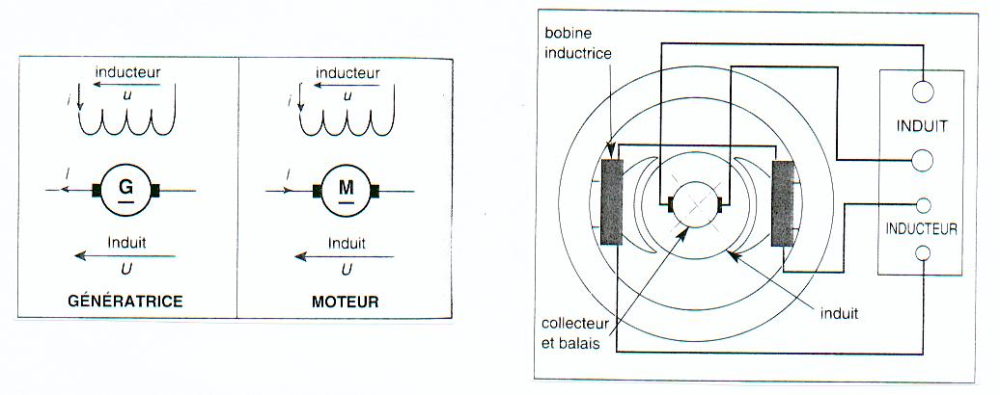 inducteur
u
i
I
G
Induit
U
GÉNÉRATRICE
inducteur
u
i
I
M
Induit
U
MOTEUR
bobine
inductrice
INDUIT
INDUCTEUR
induit
collecteur
et balais